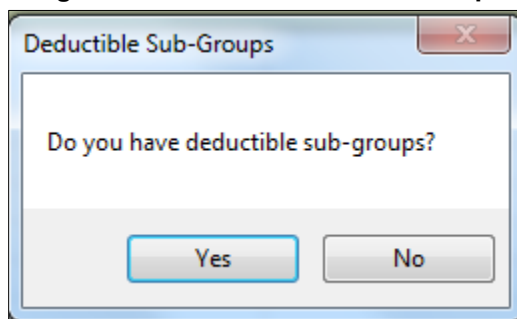 Deductible Sub-Groups
Do you have deductible sub-groups?
Yes
No